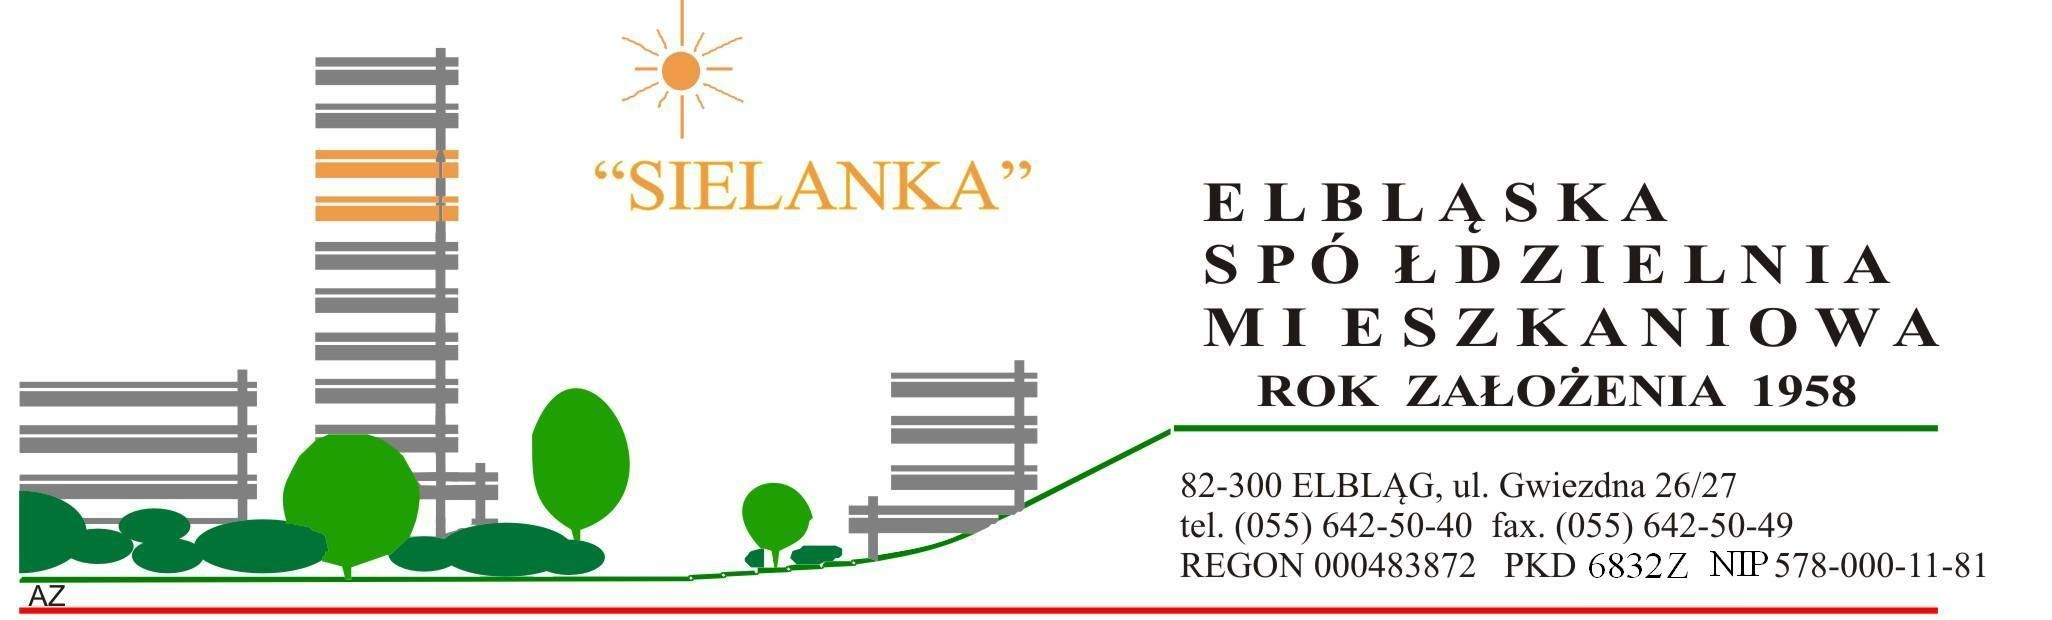 “SIELANKA”
ELBLĄSKA
SPÓŁDZIELNIA
MIESZKANIOWA
ROK ZAŁOŻENIA 1958
82-300 ELBLĄG, ul. Gwiezdna 26/27
tel. (055) 642-50-40 fax. (055) 642-50-49
REGON 000483872 PKD 6832Z NIP 578-000-11-81
AZ